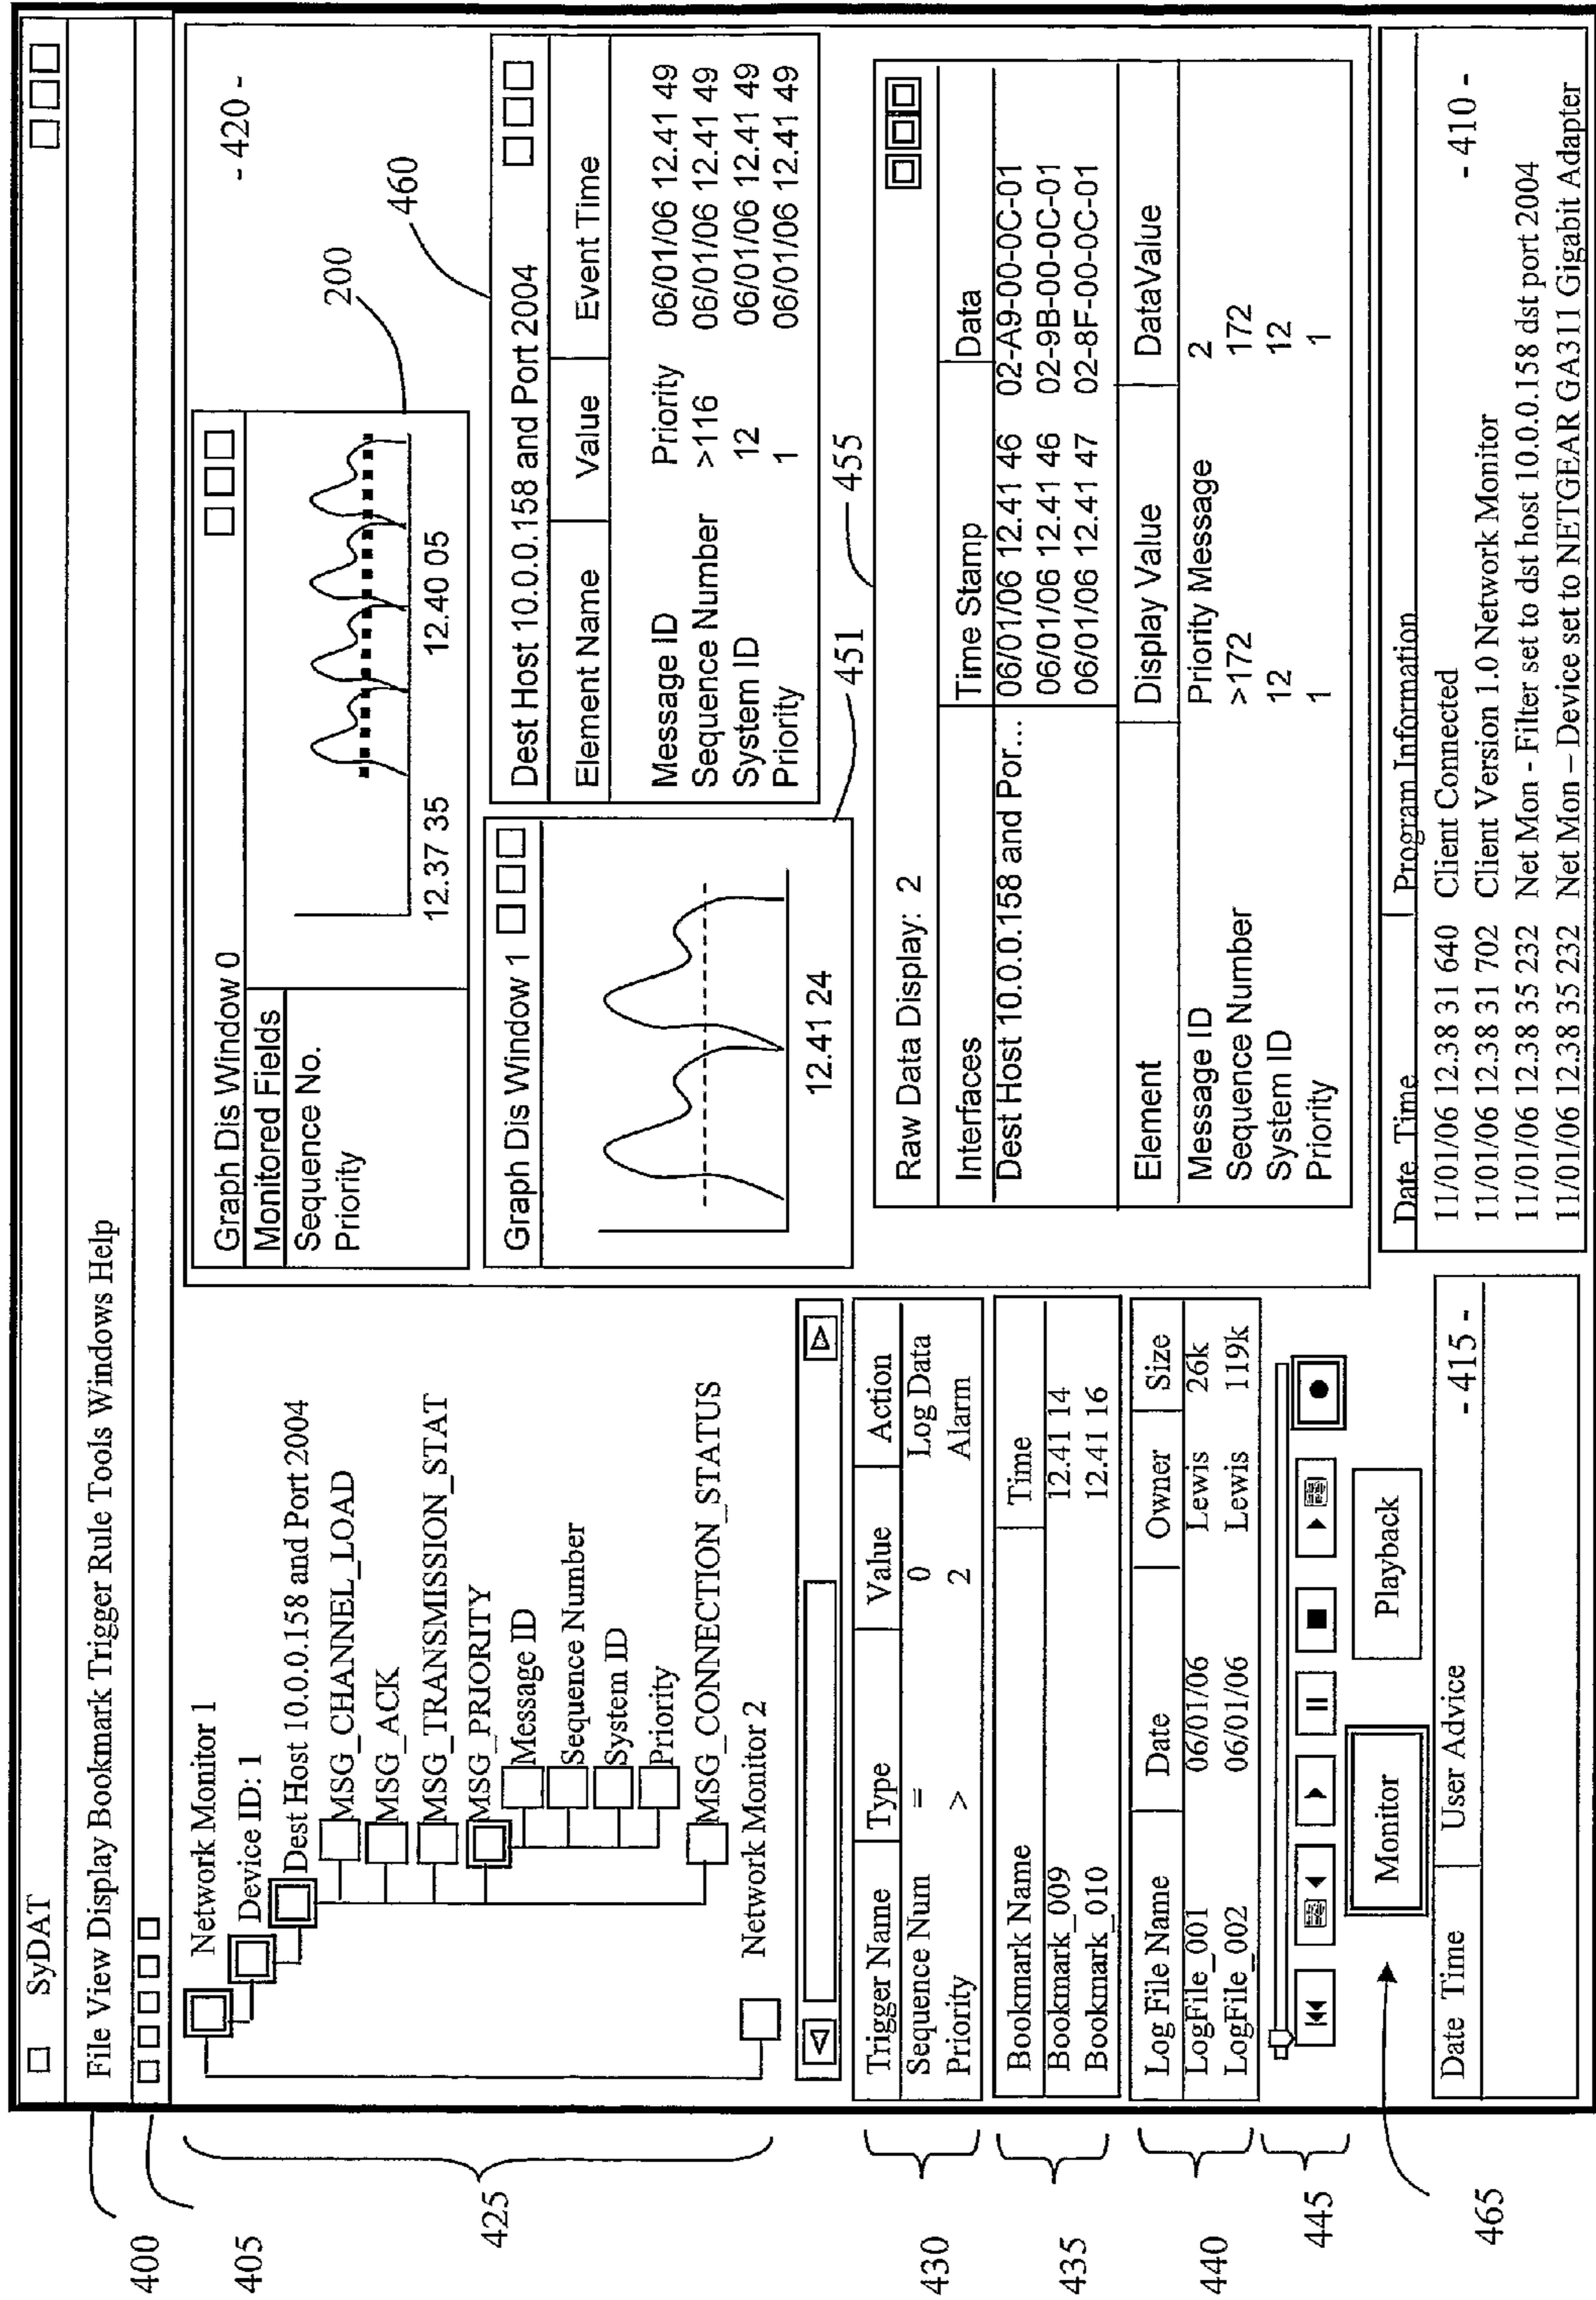 SyDAT
File View Display Bookmark Trigger Rule Tools Windows Help
400
405
Network Monitor 1
Device ID: 1
Dest Host 10.0.0.158 and Port 2004
MSG_CHANNEL_LOAD
MSG_ACK
MSG_TRANSMISSION_STAT
MSG_PRIORITY
Message ID
Sequence Number
System ID
Priority
MSG_CONNECTION_STATUS
Network Monitor 2
425
Trigger Name Type Value Action
Sequence Num = 0 Log Data
Priority > 2 Alarm
430
Bookmark Name Time
Bookmark_009 12.41 14
Bookmark_010 12.41 16
435
Log File Name Date Owner Size
LogFile_001 06/01/06 Lewis 26k
LogFile_002 06/01/06 Lewis 119k
440
445
Monitor Playback
465
Date Time User Advice - 415 -
- 420 -
Graph Dis Window 0
Monitored Fields
Sequence No.
Priority
12.37 35 12.40 05
200
Graph Dis Window 1
12.41 24
451
460
Dest Host 10.0.0.158 and Port 2004
Element Name Value Event Time
Message ID Priority 06/01/06 12.41 49
Sequence Number >116 06/01/06 12.41 49
System ID 12 06/01/06 12.41 49
Priority 1 06/01/06 12.41 49
455
Raw Data Display: 2
Interfaces Time Stamp Data
Dest Host 10.0.0.158 and Por... 06/01/06 12.41 46 02-A9-00-0C-01
06/01/06 12.41 46 02-9B-00-0C-01
06/01/06 12.41 47 02-8F-00-0C-01
Element Display Value DataValue
Message ID Priority Message 2
Sequence Number >172 172
System ID 12 12
Priority 1 1
Date Time Program Information
- 410 -
11/01/06 12.38 31 640 Client Connected
11/01/06 12.38 31 702 Client Version 1.0 Network Monitor
11/01/06 12.38 35 232 Net Mon - Filter set to dst host 10.0.0.158 dst port 2004
11/01/06 12.38 35 232 Net Mon – Device set to NETGEAR GA311 Gigabit Adapter